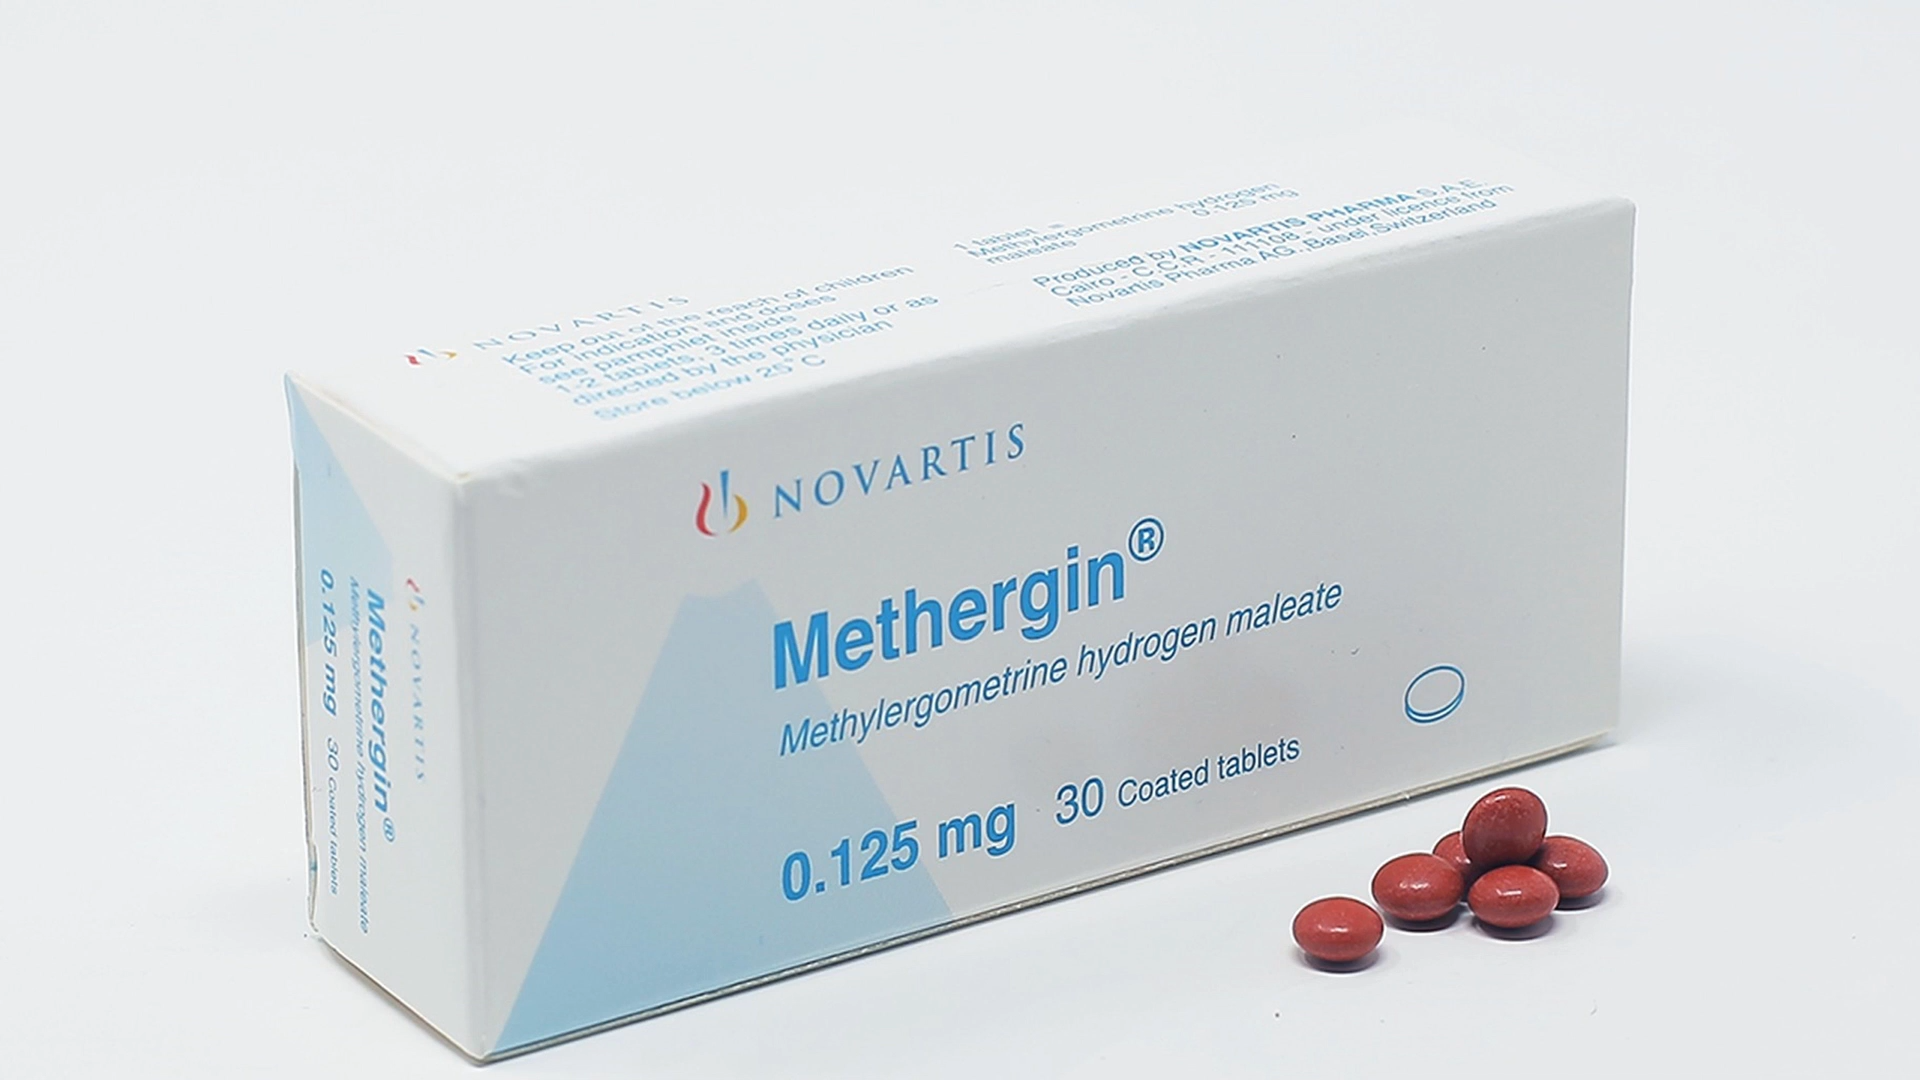 NOVARTIS
Keep out of the reach of children
For indication and doses
see pamphlet inside
1-2 tablets, 3 times daily or as
directed by the physician
Store below 25°C
1 tablet =
Methylergometrine hydrogen
maleate 0.125 mg
Produced by NOVARTIS PHARMA S.A.E.
Cairo - C.C.R - 111108 - under licence from
Novartis Pharma AG., Basel, Switzerland
NOVARTIS
Methergin®
Methylergometrine hydrogen maleate
0.125 mg 30 Coated tablets
NOVARTIS
Methergin®
Methylergometrine hydrogen maleate
0.125 mg 30 Coated tablets